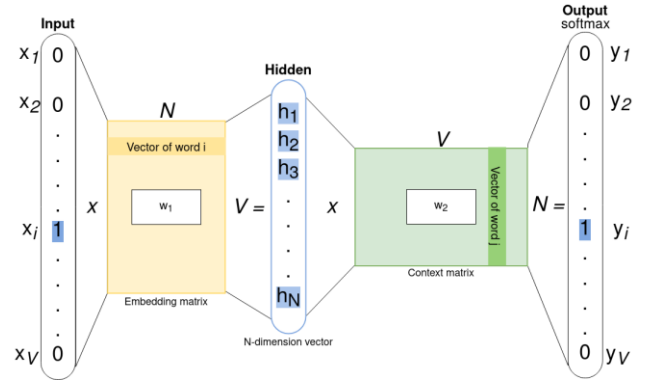 Input
x1 0
x2 0
.
.
.
xi 1
.
.
.
.
xV 0
x
N
Vector of word i
w1
Embedding matrix
V =
Hidden
h1
h2
h3
.
.
.
.
hN
N-dimension vector
x
V
Vector of word j
w2
Context matrix
N =
Output
softmax
0 y1
0 y2
.
.
.
.
1 yi
.
.
.
.
0 yV